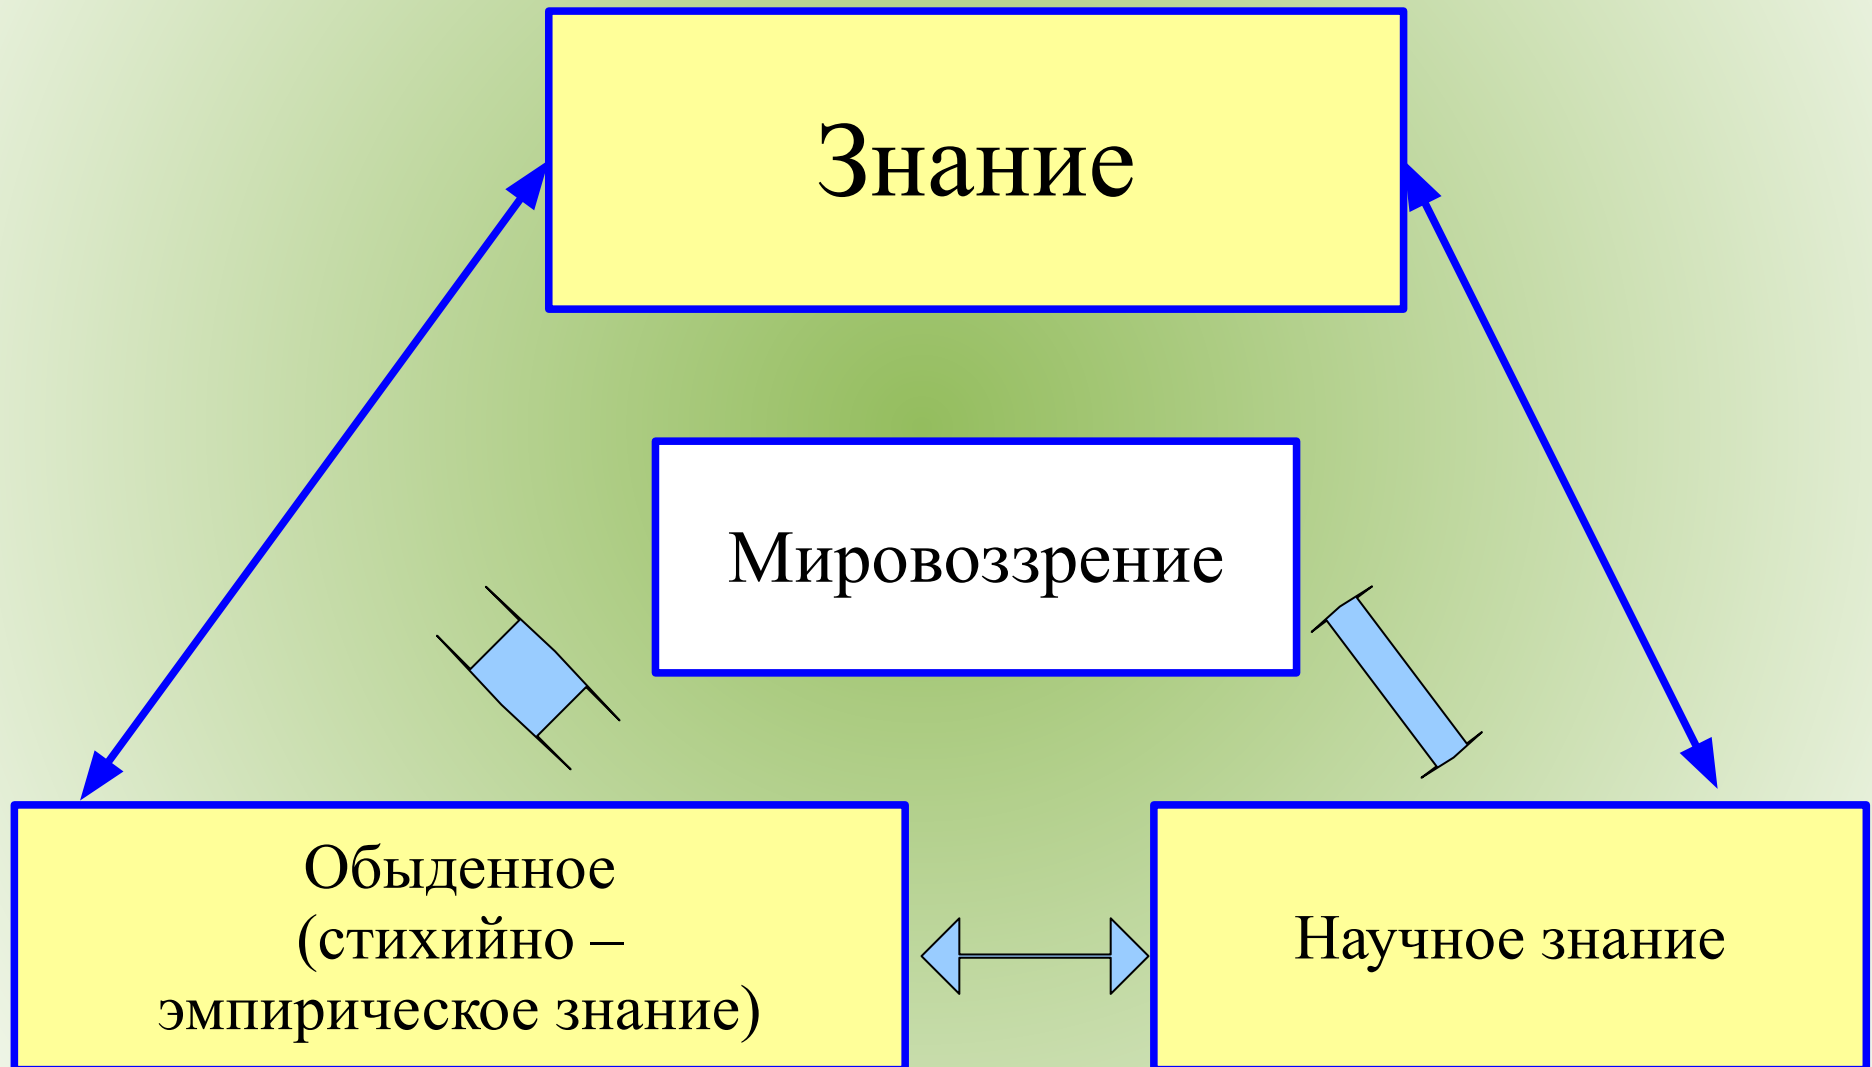 Знание
Мировоззрение
Обыденное
(стихийно –
эмпирическое знание)
Научное знание